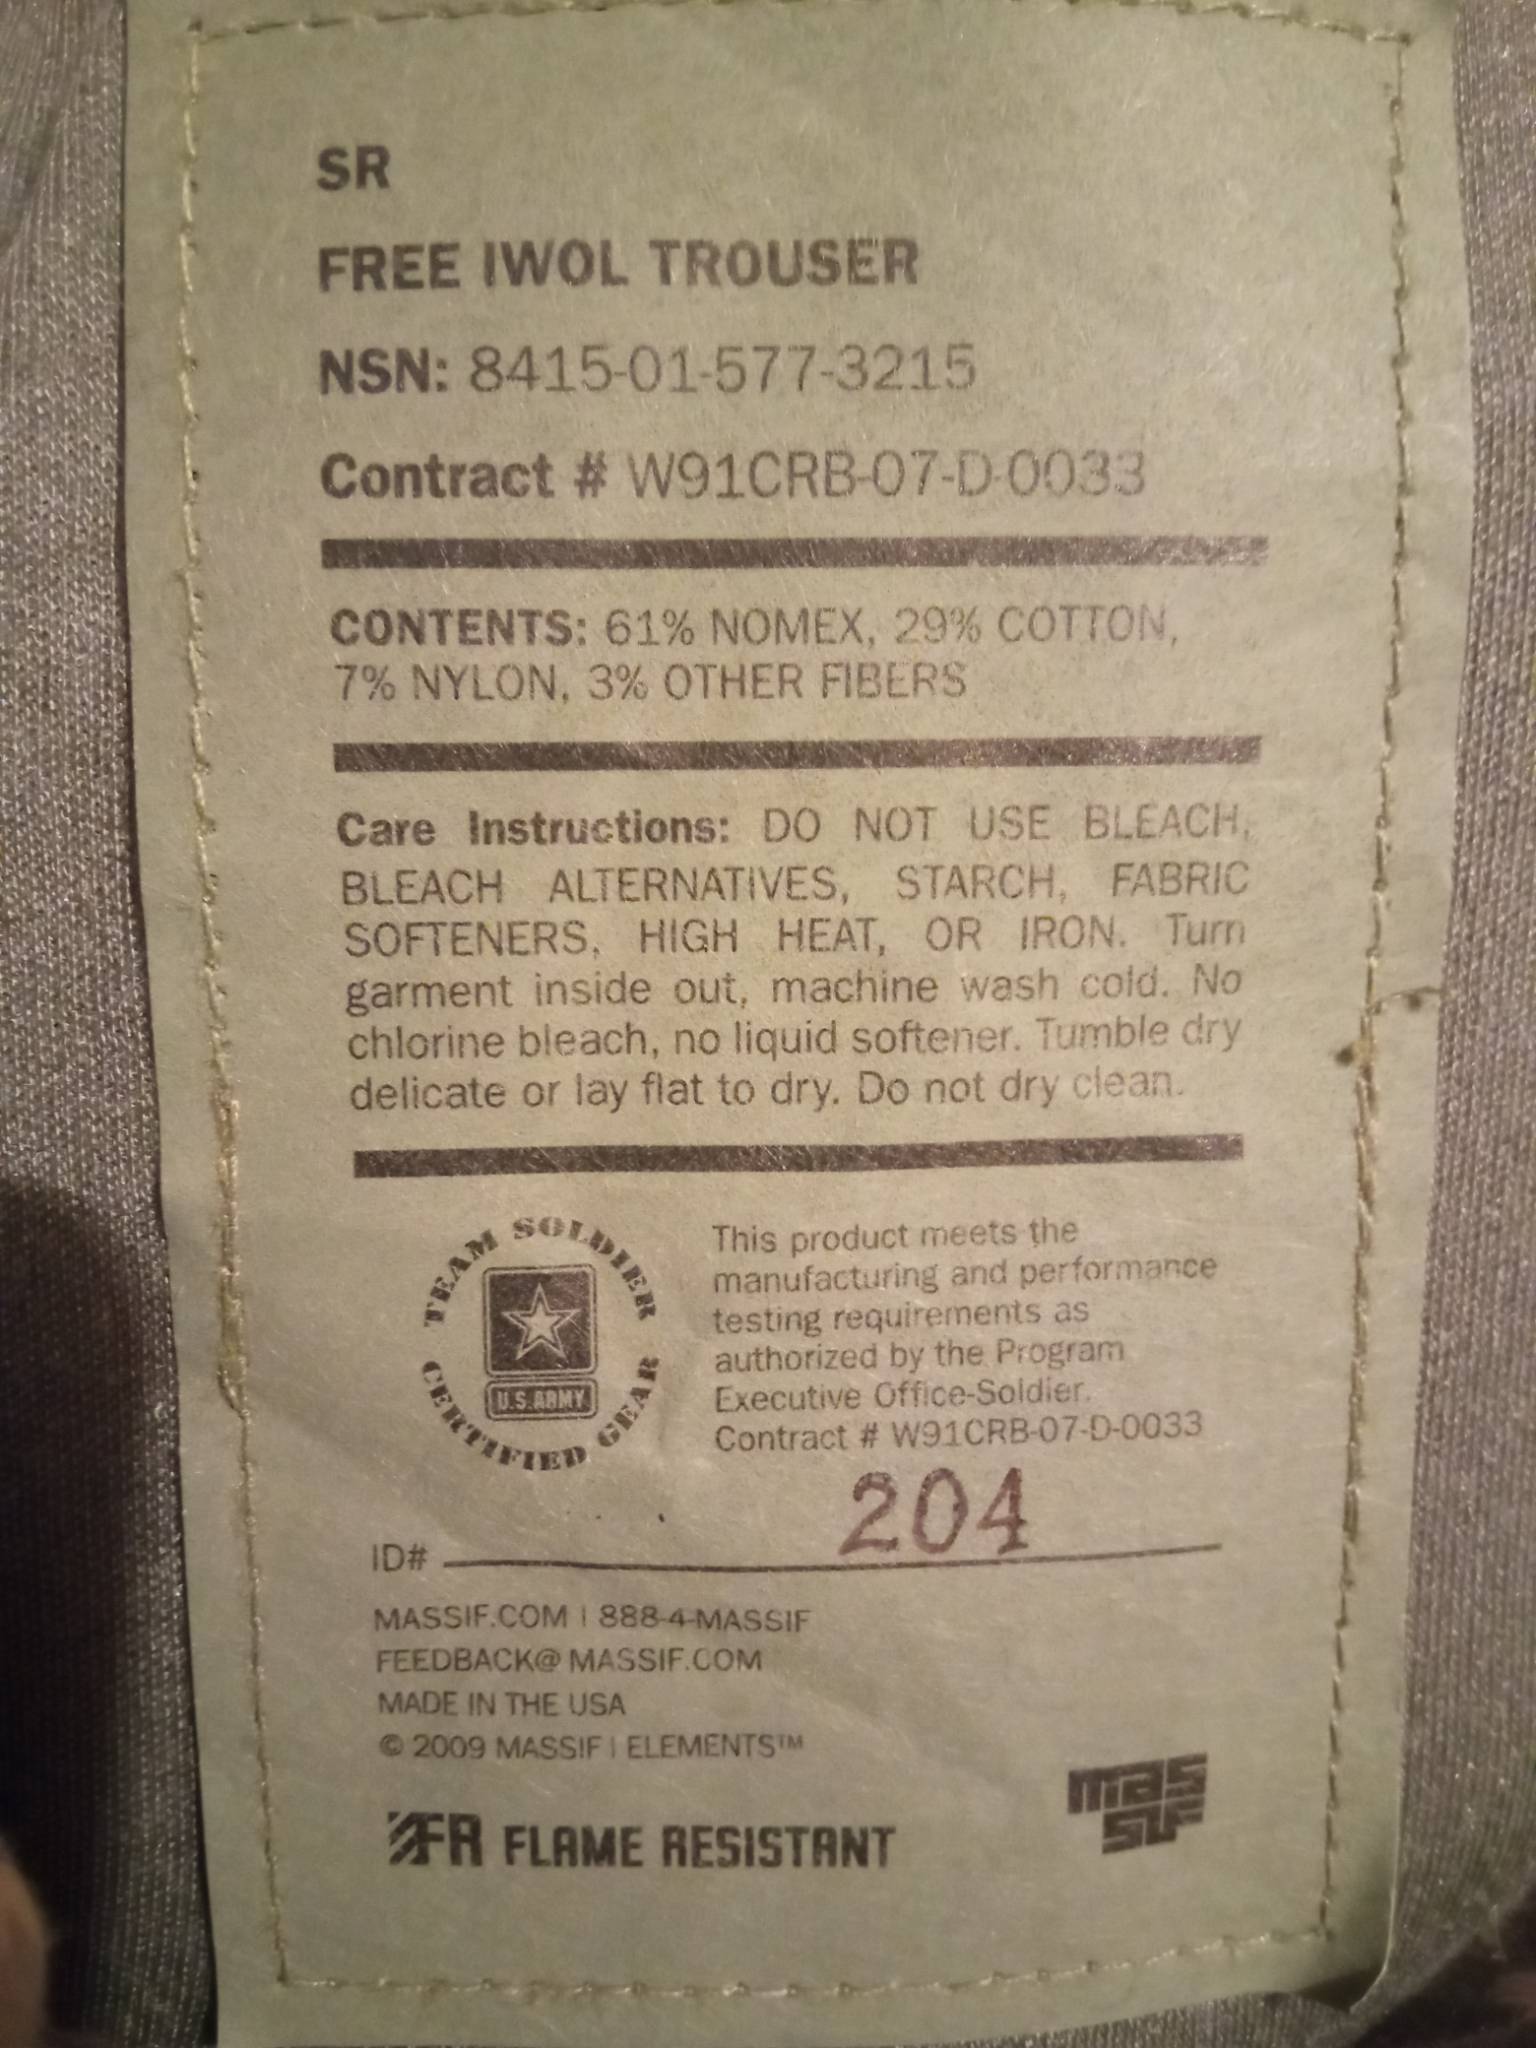 SR
FREE IWOL TROUSER
NSN: 8415-01-577-3215
Contract # W91CRB-07-D-0033
CONTENTS: 61% NOMEX, 29% COTTON,
7% NYLON, 3% OTHER FIBERS
Care Instructions: DO NOT USE BLEACH,
BLEACH ALTERNATIVES, STARCH, FABRIC
SOFTENERS, HIGH HEAT, OR IRON. Turn
garment inside out, machine wash cold. No
chlorine bleach, no liquid softener. Tumble dry
delicate or lay flat to dry. Do not dry clean.
TEAM SOLDIER
U.S. ARMY
CERTIFIED GEAR
This product meets the
manufacturing and performance
testing requirements as
authorized by the Program
Executive Office-Soldier.
Contract # W91CRB-07-D-0033
204
ID#
MASSIF.COM | 888-4-MASSIF
FEEDBACK@MASSIF.COM
MADE IN THE USA
© 2009 MASSIF | ELEMENTS™
FR FLAME RESISTANT
mas
sif